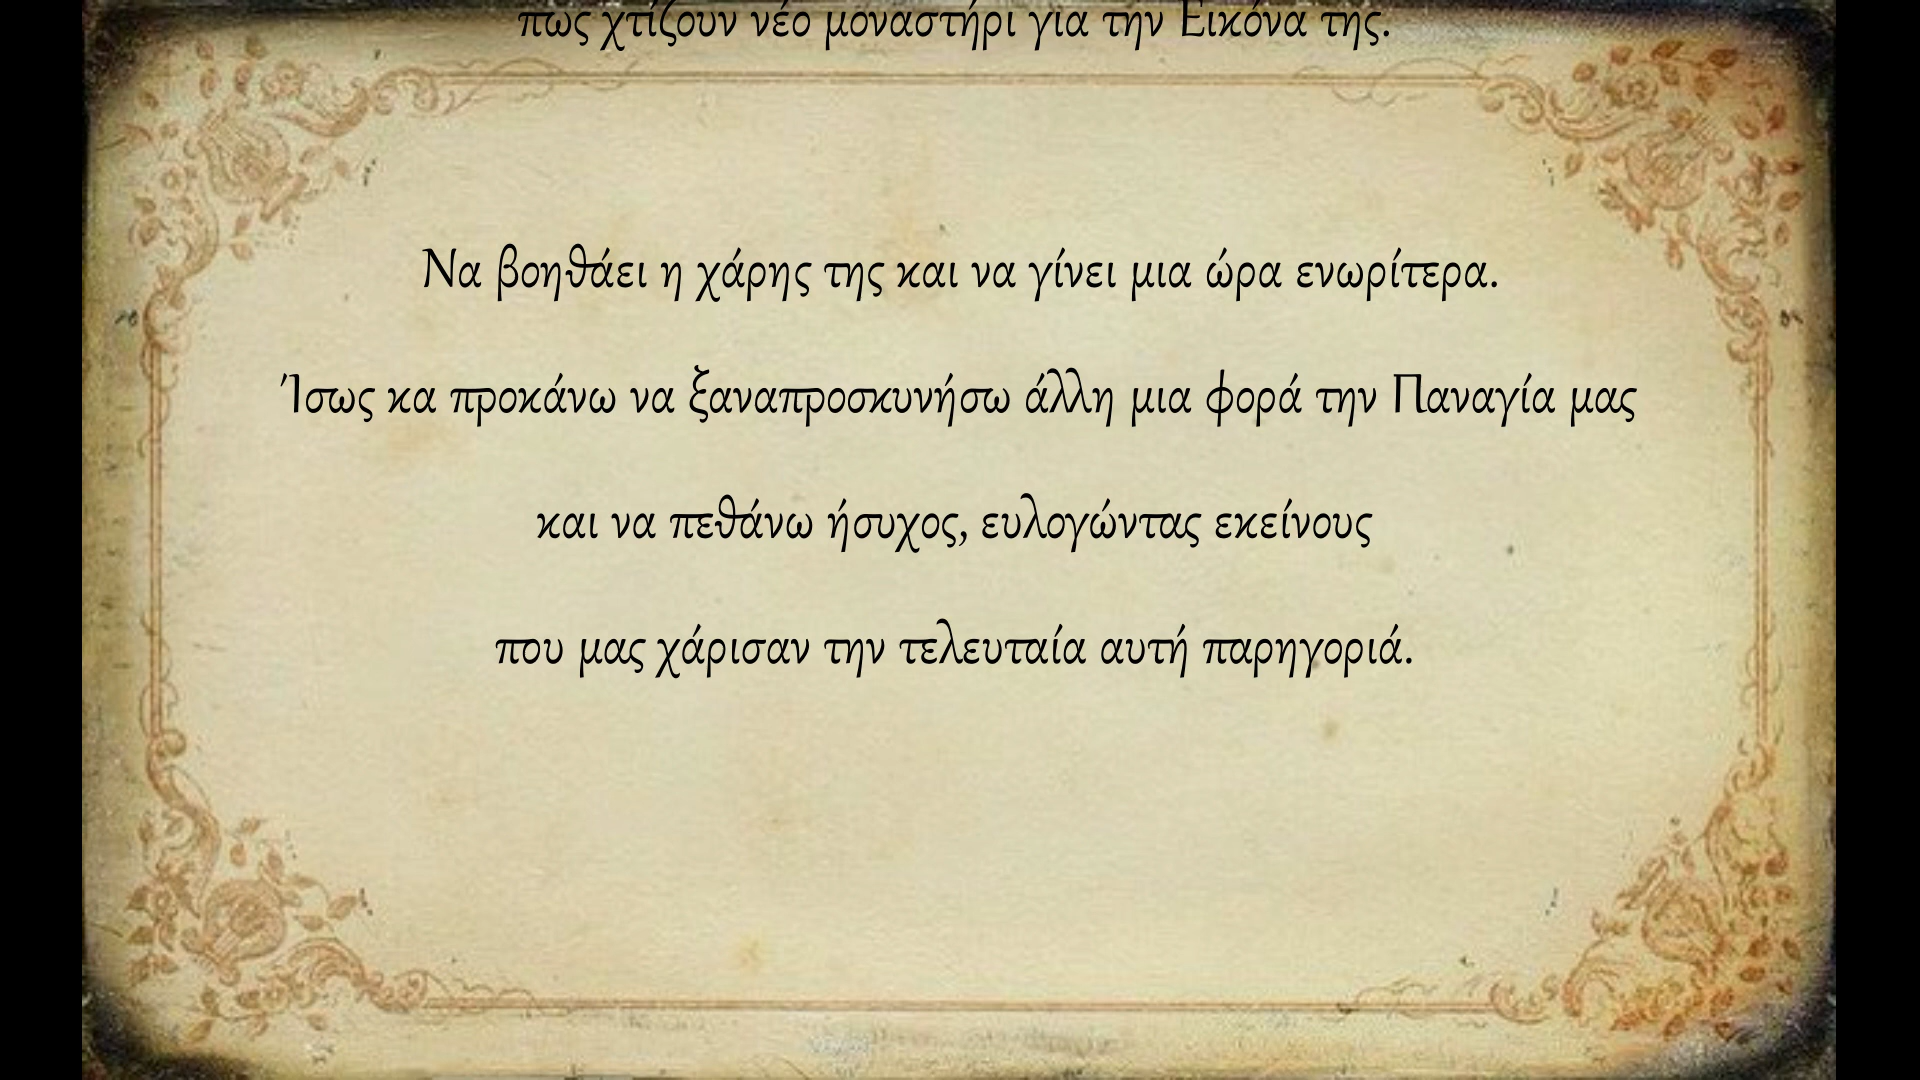 πως χτίζουν νέο μοναστήρι για την Εικόνα της.
Να βοηθάει η χάρης της και να γίνει μια ώρα ενωρίτερα.
Ίσως κα προκάνω να ξαναπροσκυνήσω άλλη μια φορά την Παναγία μας
και να πεθάνω ήσυχος, ευλογώντας εκείνους
που μας χάρισαν την τελευταία αυτή παρηγοριά.